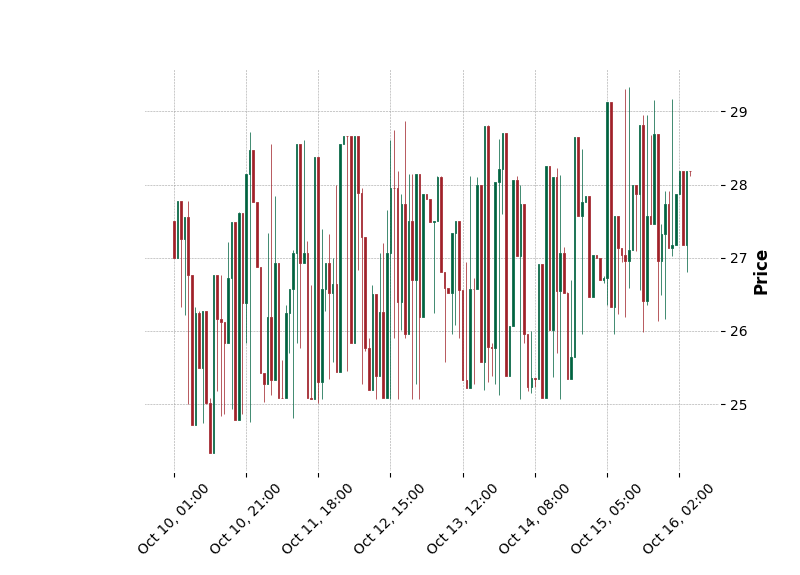 29
28
27
26
25
Price
Oct 10, 01:00
Oct 10, 21:00
Oct 11, 18:00
Oct 12, 15:00
Oct 13, 12:00
Oct 14, 08:00
Oct 15, 05:00
Oct 16, 02:00